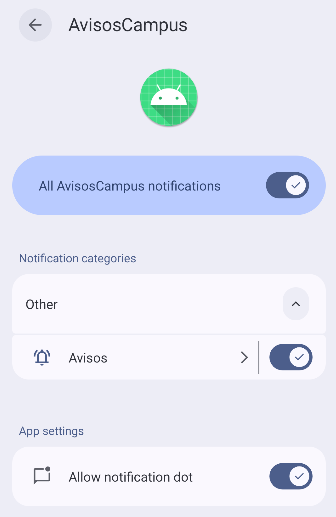 AvisosCampus
All AvisosCampus notifications
Notification categories
Other
Avisos
App settings
Allow notification dot